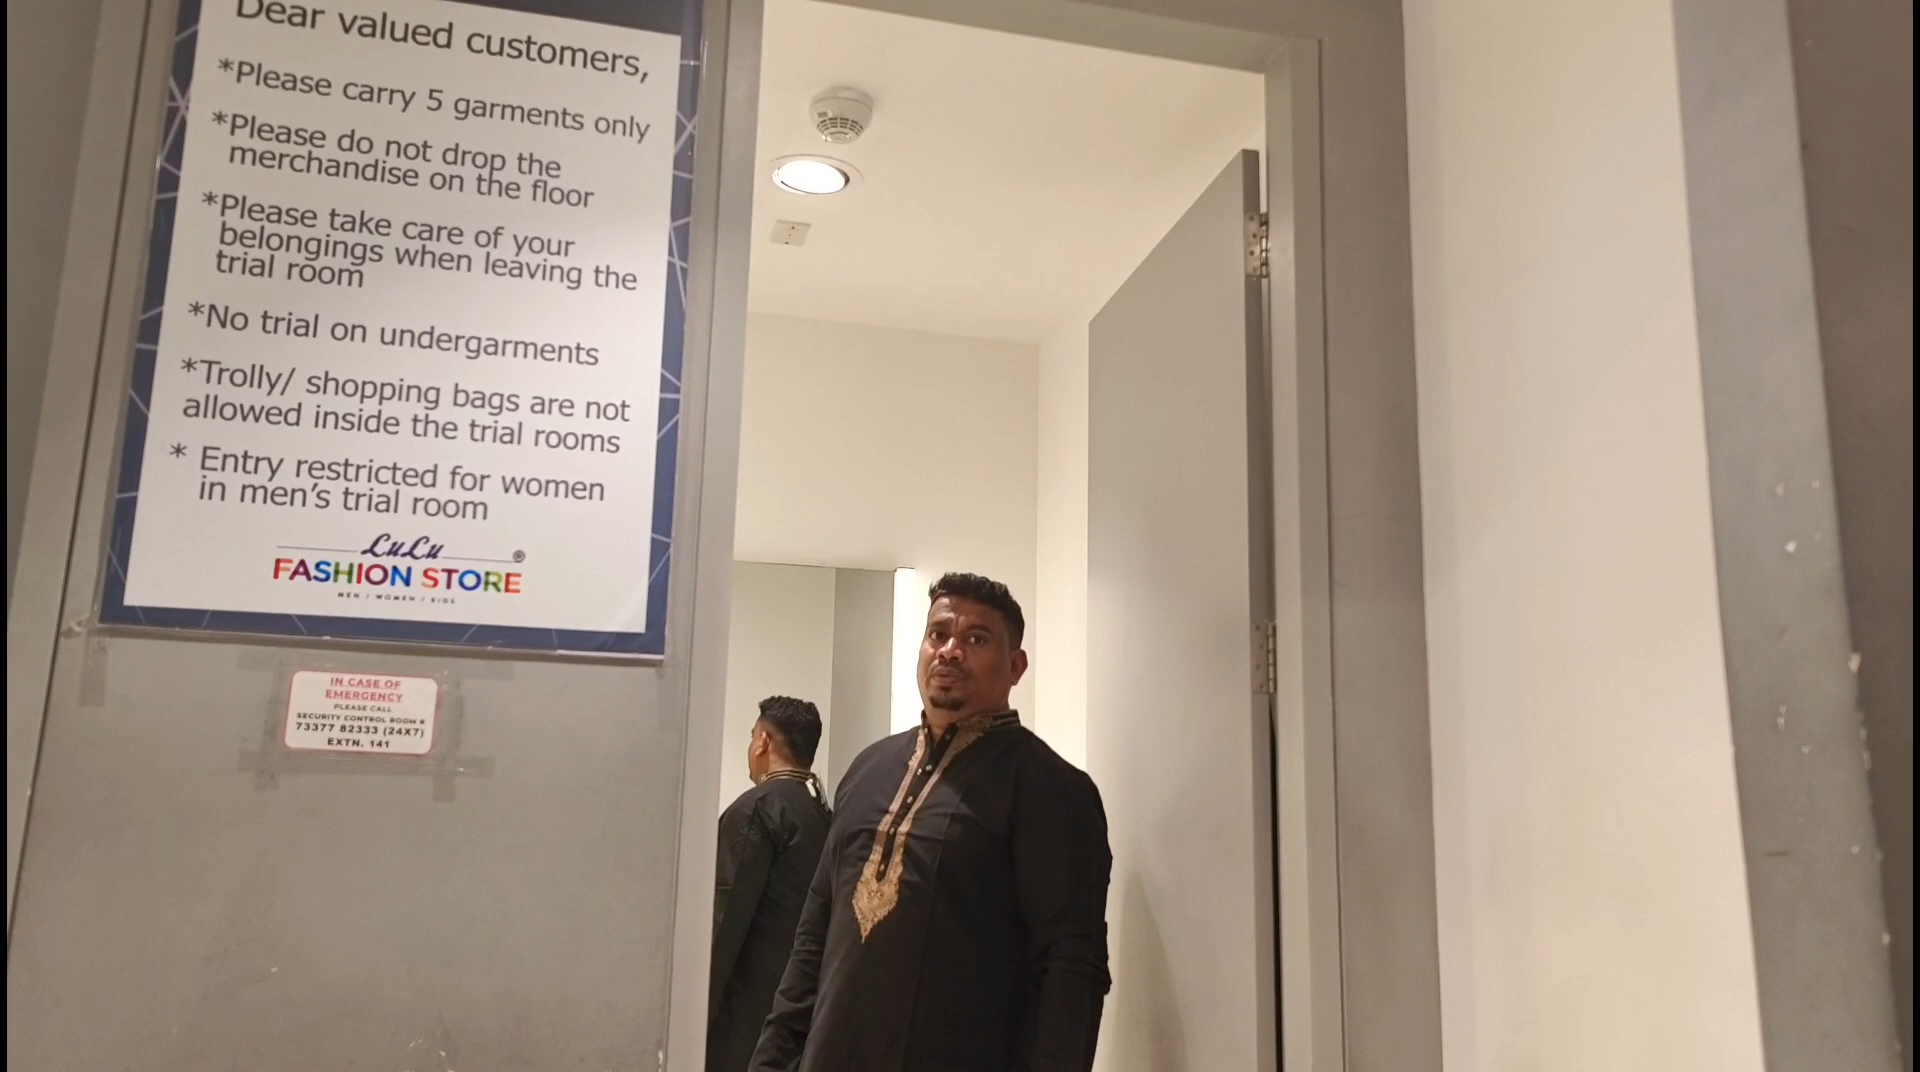 Dear valued customers,
*Please carry 5 garments only
*Please do not drop the
merchandise on the floor
*Please take care of your
belongings when leaving the
trial room
*No trial on undergarments
*Trolly/ shopping bags are not
allowed inside the trial rooms
* Entry restricted for women
in men's trial room
LuLu
FASHION STORE
MEN / WOMEN / KIDS
IN CASE OF
EMERGENCY
PLEASE CALL
SECURITY CONTROL ROOM #
73377 82333 (24X7)
EXTN. 141